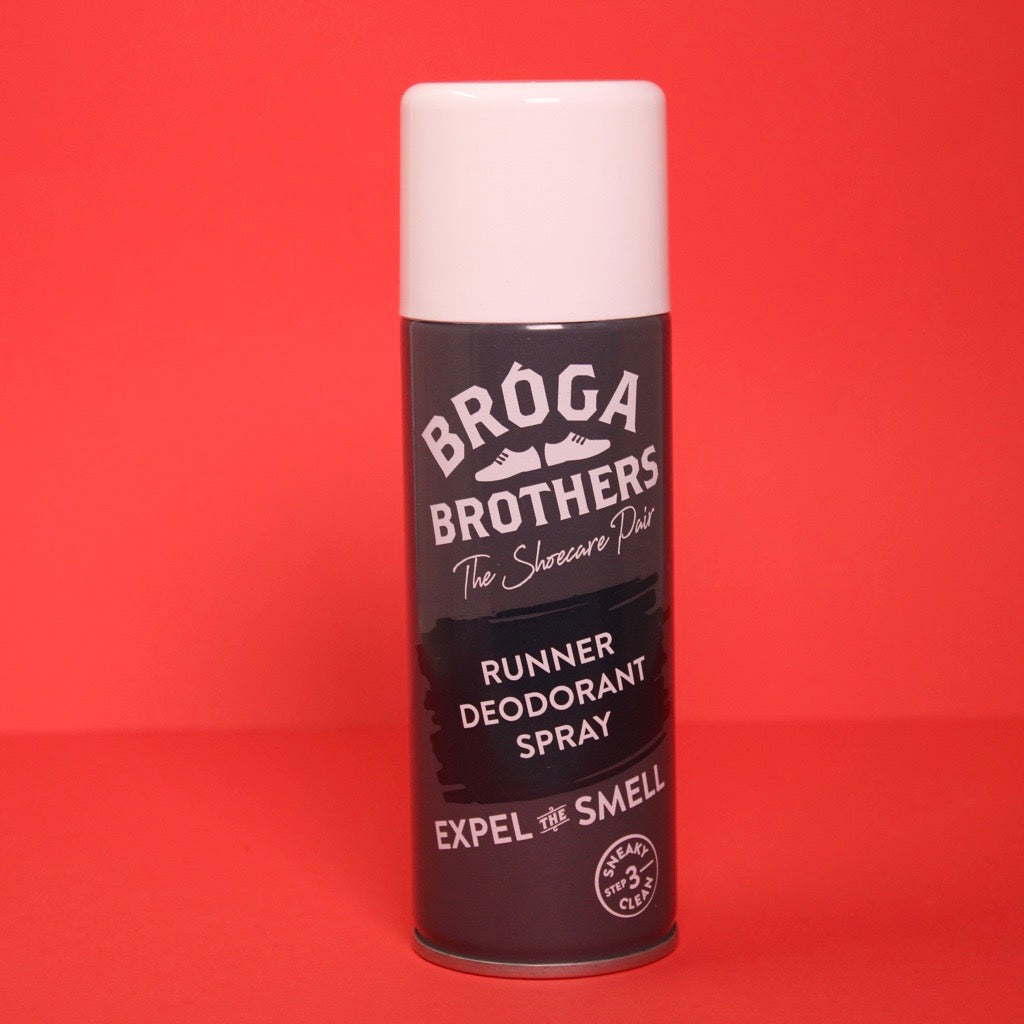 BRÓGA
BROTHERS
The Shoecare Pair
RUNNER
DEODORANT
SPRAY
EXPEL THE SMELL
SNEAKY
STEP 3
CLEAN